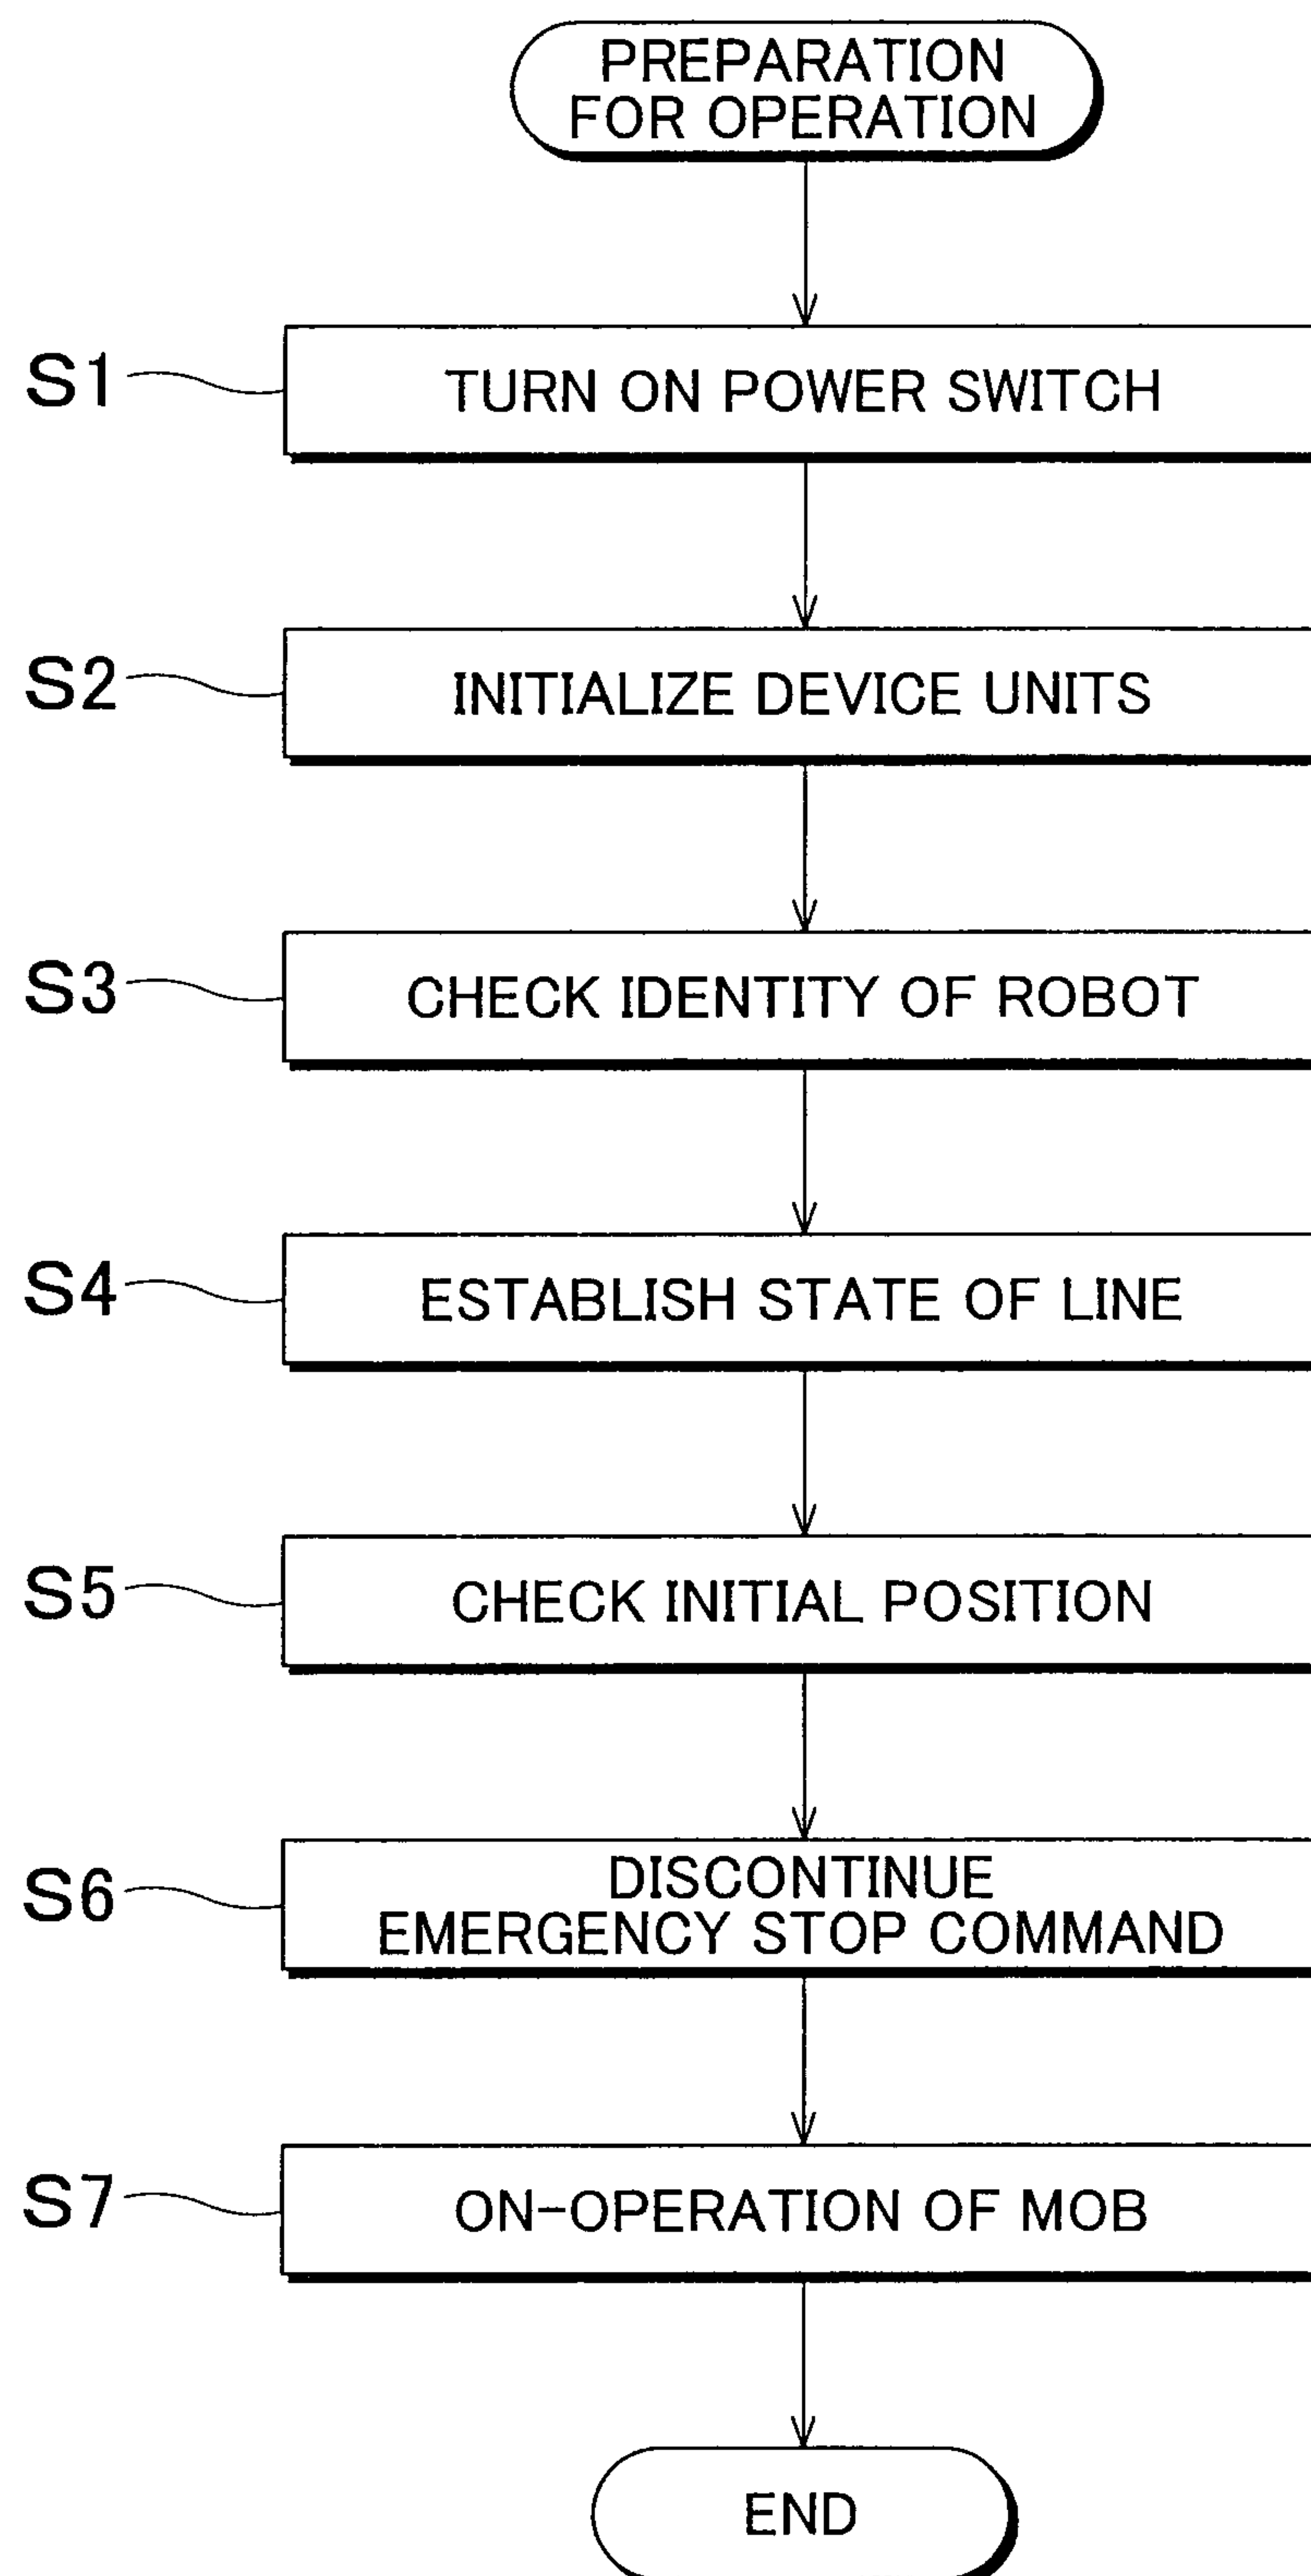 PREPARATION
FOR OPERATION
S1 TURN ON POWER SWITCH
S2 INITIALIZE DEVICE UNITS
S3 CHECK IDENTITY OF ROBOT
S4 ESTABLISH STATE OF LINE
S5 CHECK INITIAL POSITION
S6 DISCONTINUE
EMERGENCY STOP COMMAND
S7 ON-OPERATION OF MOB
END